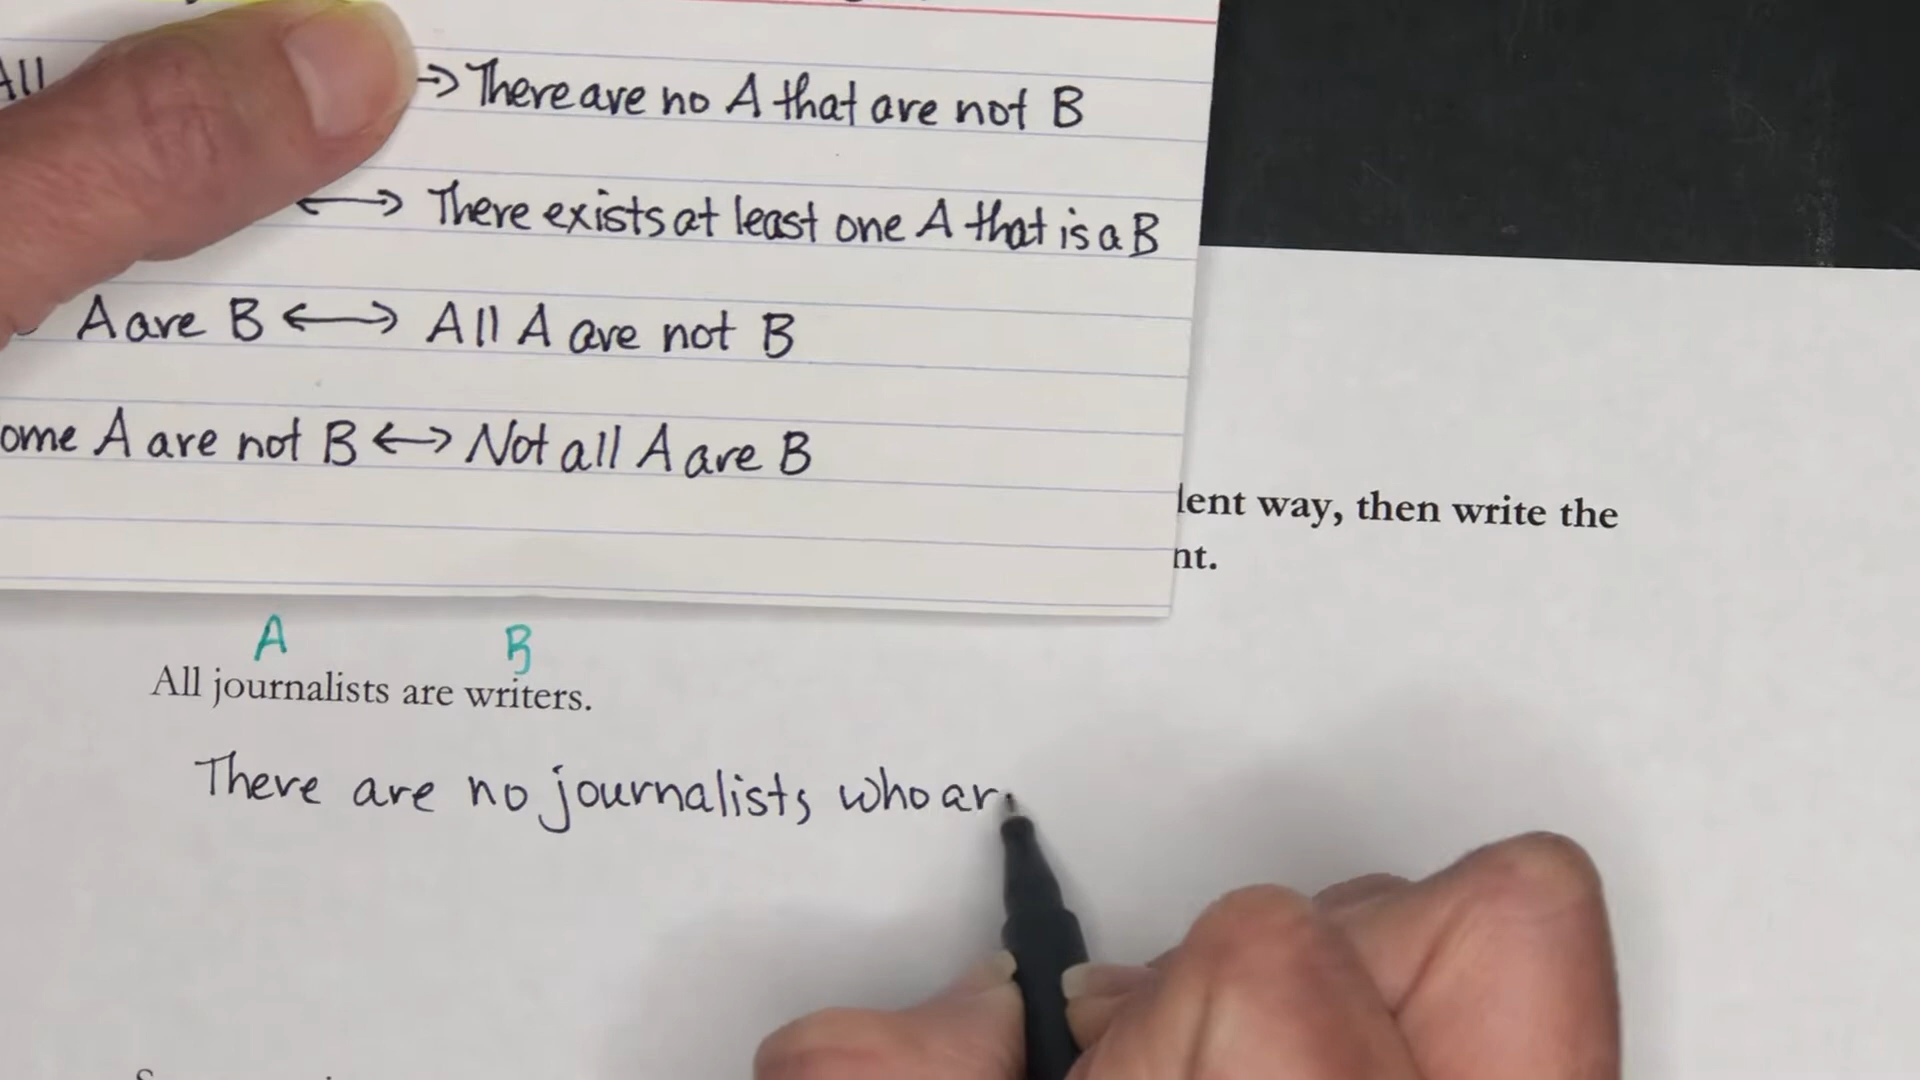 All → There are no A that are not B
←→ There exists at least one A that is a B
A are B ←→ All A are not B
ome A are not B ←→ Not all A are B
lent way, then write the
nt.
A B
All journalists are writers.
There are no journalists who ar